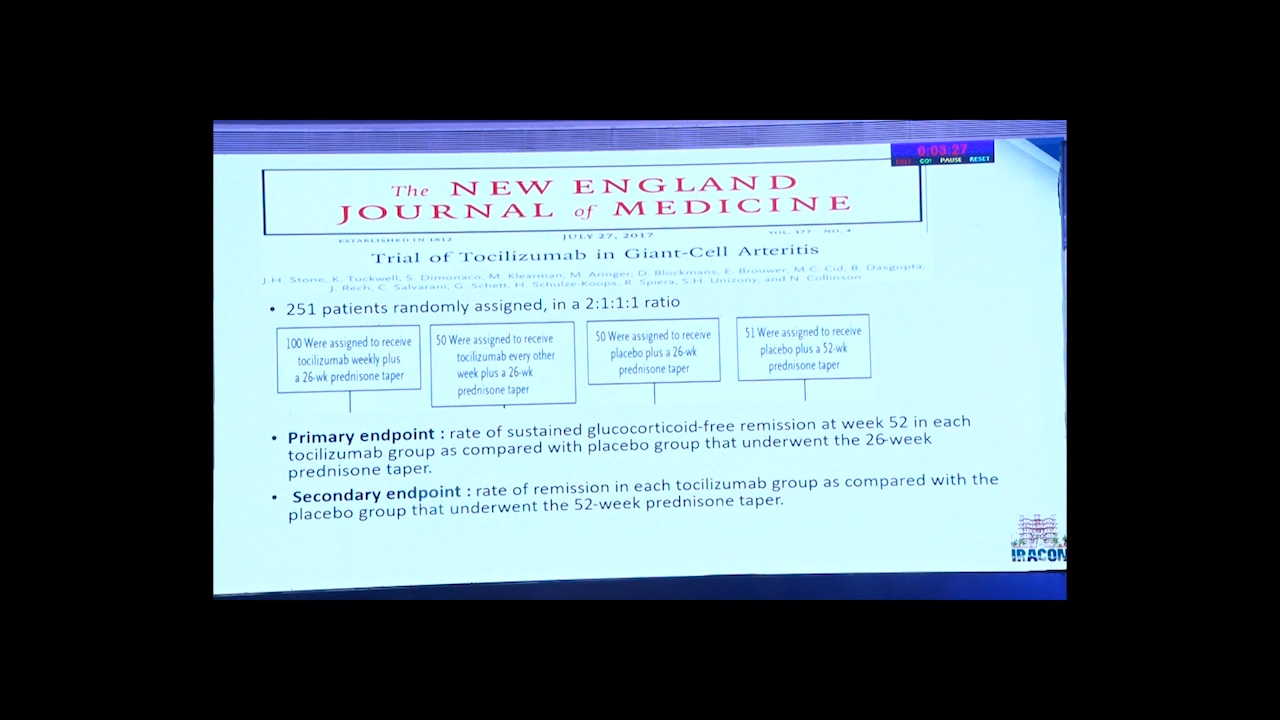 0:03:27
EXIT GO! PAUSE RESET
The NEW ENGLAND
JOURNAL of MEDICINE
ESTABLISHED IN 1812 JULY 27, 2017 VOL. 377 NO. 4
Trial of Tocilizumab in Giant-Cell Arteritis
J.H. Stone, K. Tuckwell, S. Dimonaco, M. Klearman, M. Aringer, D. Blockmans, E. Brouwer, M.C. Cid, B. Dasgupta,
J. Rech, C. Salvarani, G. Schett, H. Schulze-Koops, R. Spiera, S.H. Unizony, and N. Collinson
• 251 patients randomly assigned, in a 2:1:1:1 ratio
100 Were assigned to receive
tocilizumab weekly plus
a 26-wk prednisone taper
50 Were assigned to receive
tocilizumab every other
week plus a 26-wk
prednisone taper
50 Were assigned to receive
placebo plus a 26-wk
prednisone taper
51 Were assigned to receive
placebo plus a 52-wk
prednisone taper
• Primary endpoint : rate of sustained glucocorticoid-free remission at week 52 in each
tocilizumab group as compared with placebo group that underwent the 26-week
prednisone taper.
• Secondary endpoint : rate of remission in each tocilizumab group as compared with the
placebo group that underwent the 52-week prednisone taper.
IRACON